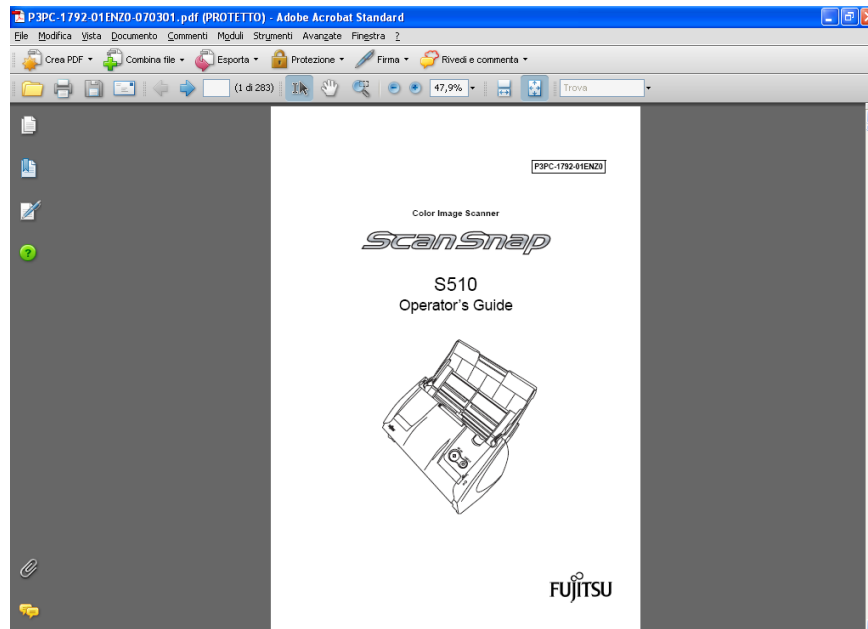 P3PC-1792-01ENZ0-070301.pdf (PROTETTO) - Adobe Acrobat Standard
File Modifica Vista Documento Commenti Moduli Strumenti Avanzate Finestra ?
Crea PDF Combina file Esporta Protezione Firma Rivedi e commenta
(1 di 283) 47,9% Trova
P3PC-1792-01ENZ0
Color Image Scanner
ScanSnap
S510
Operator's Guide
FUJITSU